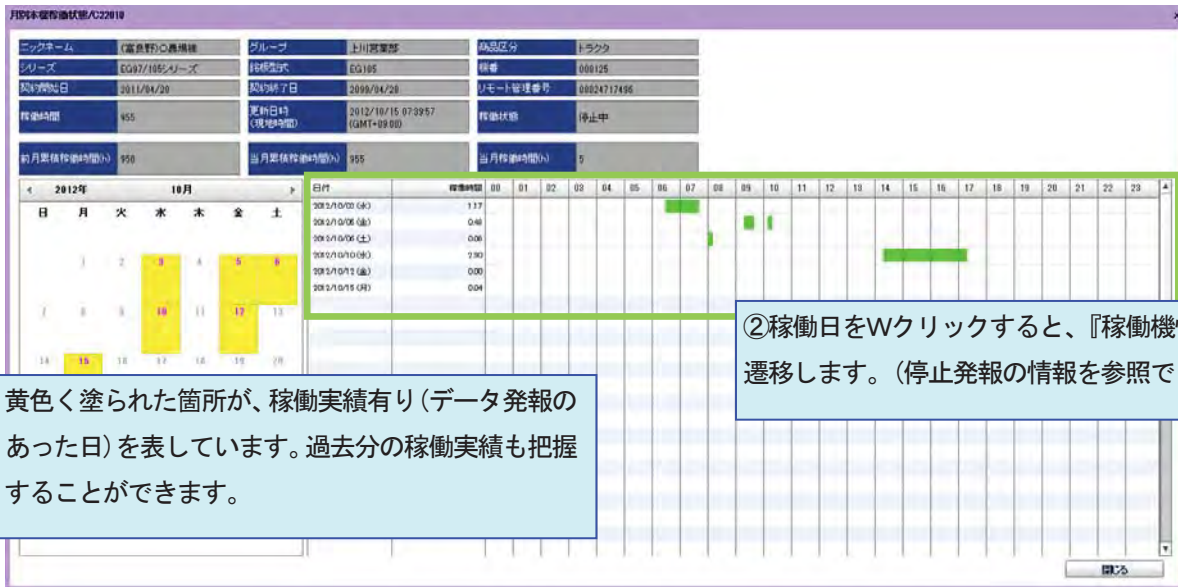 月別本機稼働状態/C22010
ニックネーム (富良野)〇農場様 グループ 上川営業部 商品区分 トラクタ
シリーズ EG97/105シリーズ 銘板型式 EG105 機番 000125
契約開始日 2011/04/20 契約終了日 2099/04/20 リモート管理番号
稼働時間 955 更新日時 (現地時間) 2012/10/15 07:39:57 (GMT+09:00) 稼働状態 停止中
前月累積稼働時間(h) 950 当月累積稼働時間(h) 955 当月稼働時間(h) 5
2012年 10月
日 月 火 水 木 金 土
1 2 3 4 5 6
7 8 9 10 11 12 13
14 15 16 17 18 19 20
日付 稼働時間 00 01 02 03 04 05 06 07 08 09 10 11 12 13 14 15 16 17 18 19 20 21 22 23
2012/10/03 (水) 1.17
2012/10/05 (金)
2012/10/06 (土)
2012/10/10 (水)
2012/10/12 (金) 0.00
2012/10/15 (月) 0.04
②稼働日をWクリックすると、『稼働機
遷移します。(停止発報の情報を参照で
黄色く塗られた箇所が、稼働実績有り(データ発報の
あった日)を表しています。過去分の稼働実績も把握
することができます。
閉じる